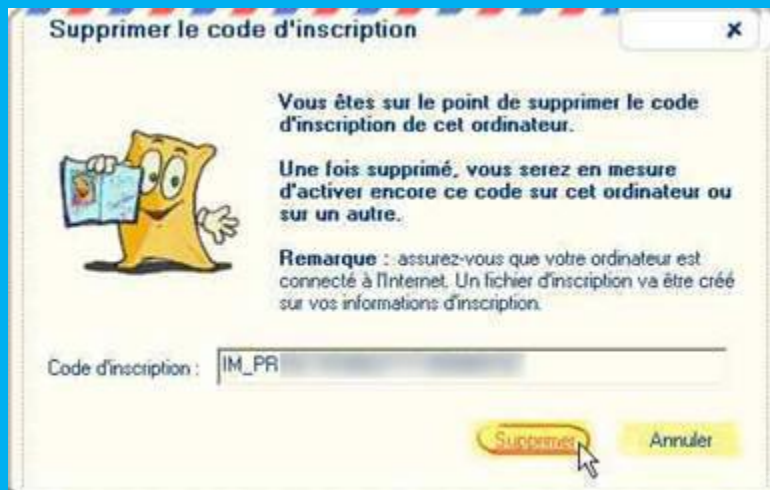 Supprimer le code d'inscription
Vous êtes sur le point de supprimer le code
d'inscription de cet ordinateur.
Une fois supprimé, vous serez en mesure
d'activer encore ce code sur cet ordinateur ou
sur un autre.
Remarque : assurez-vous que votre ordinateur est
connecté à l'Internet. Un fichier d'inscription va être créé
sur vos informations d'inscription.
Code d'inscription : IM_PR
Supprimer Annuler